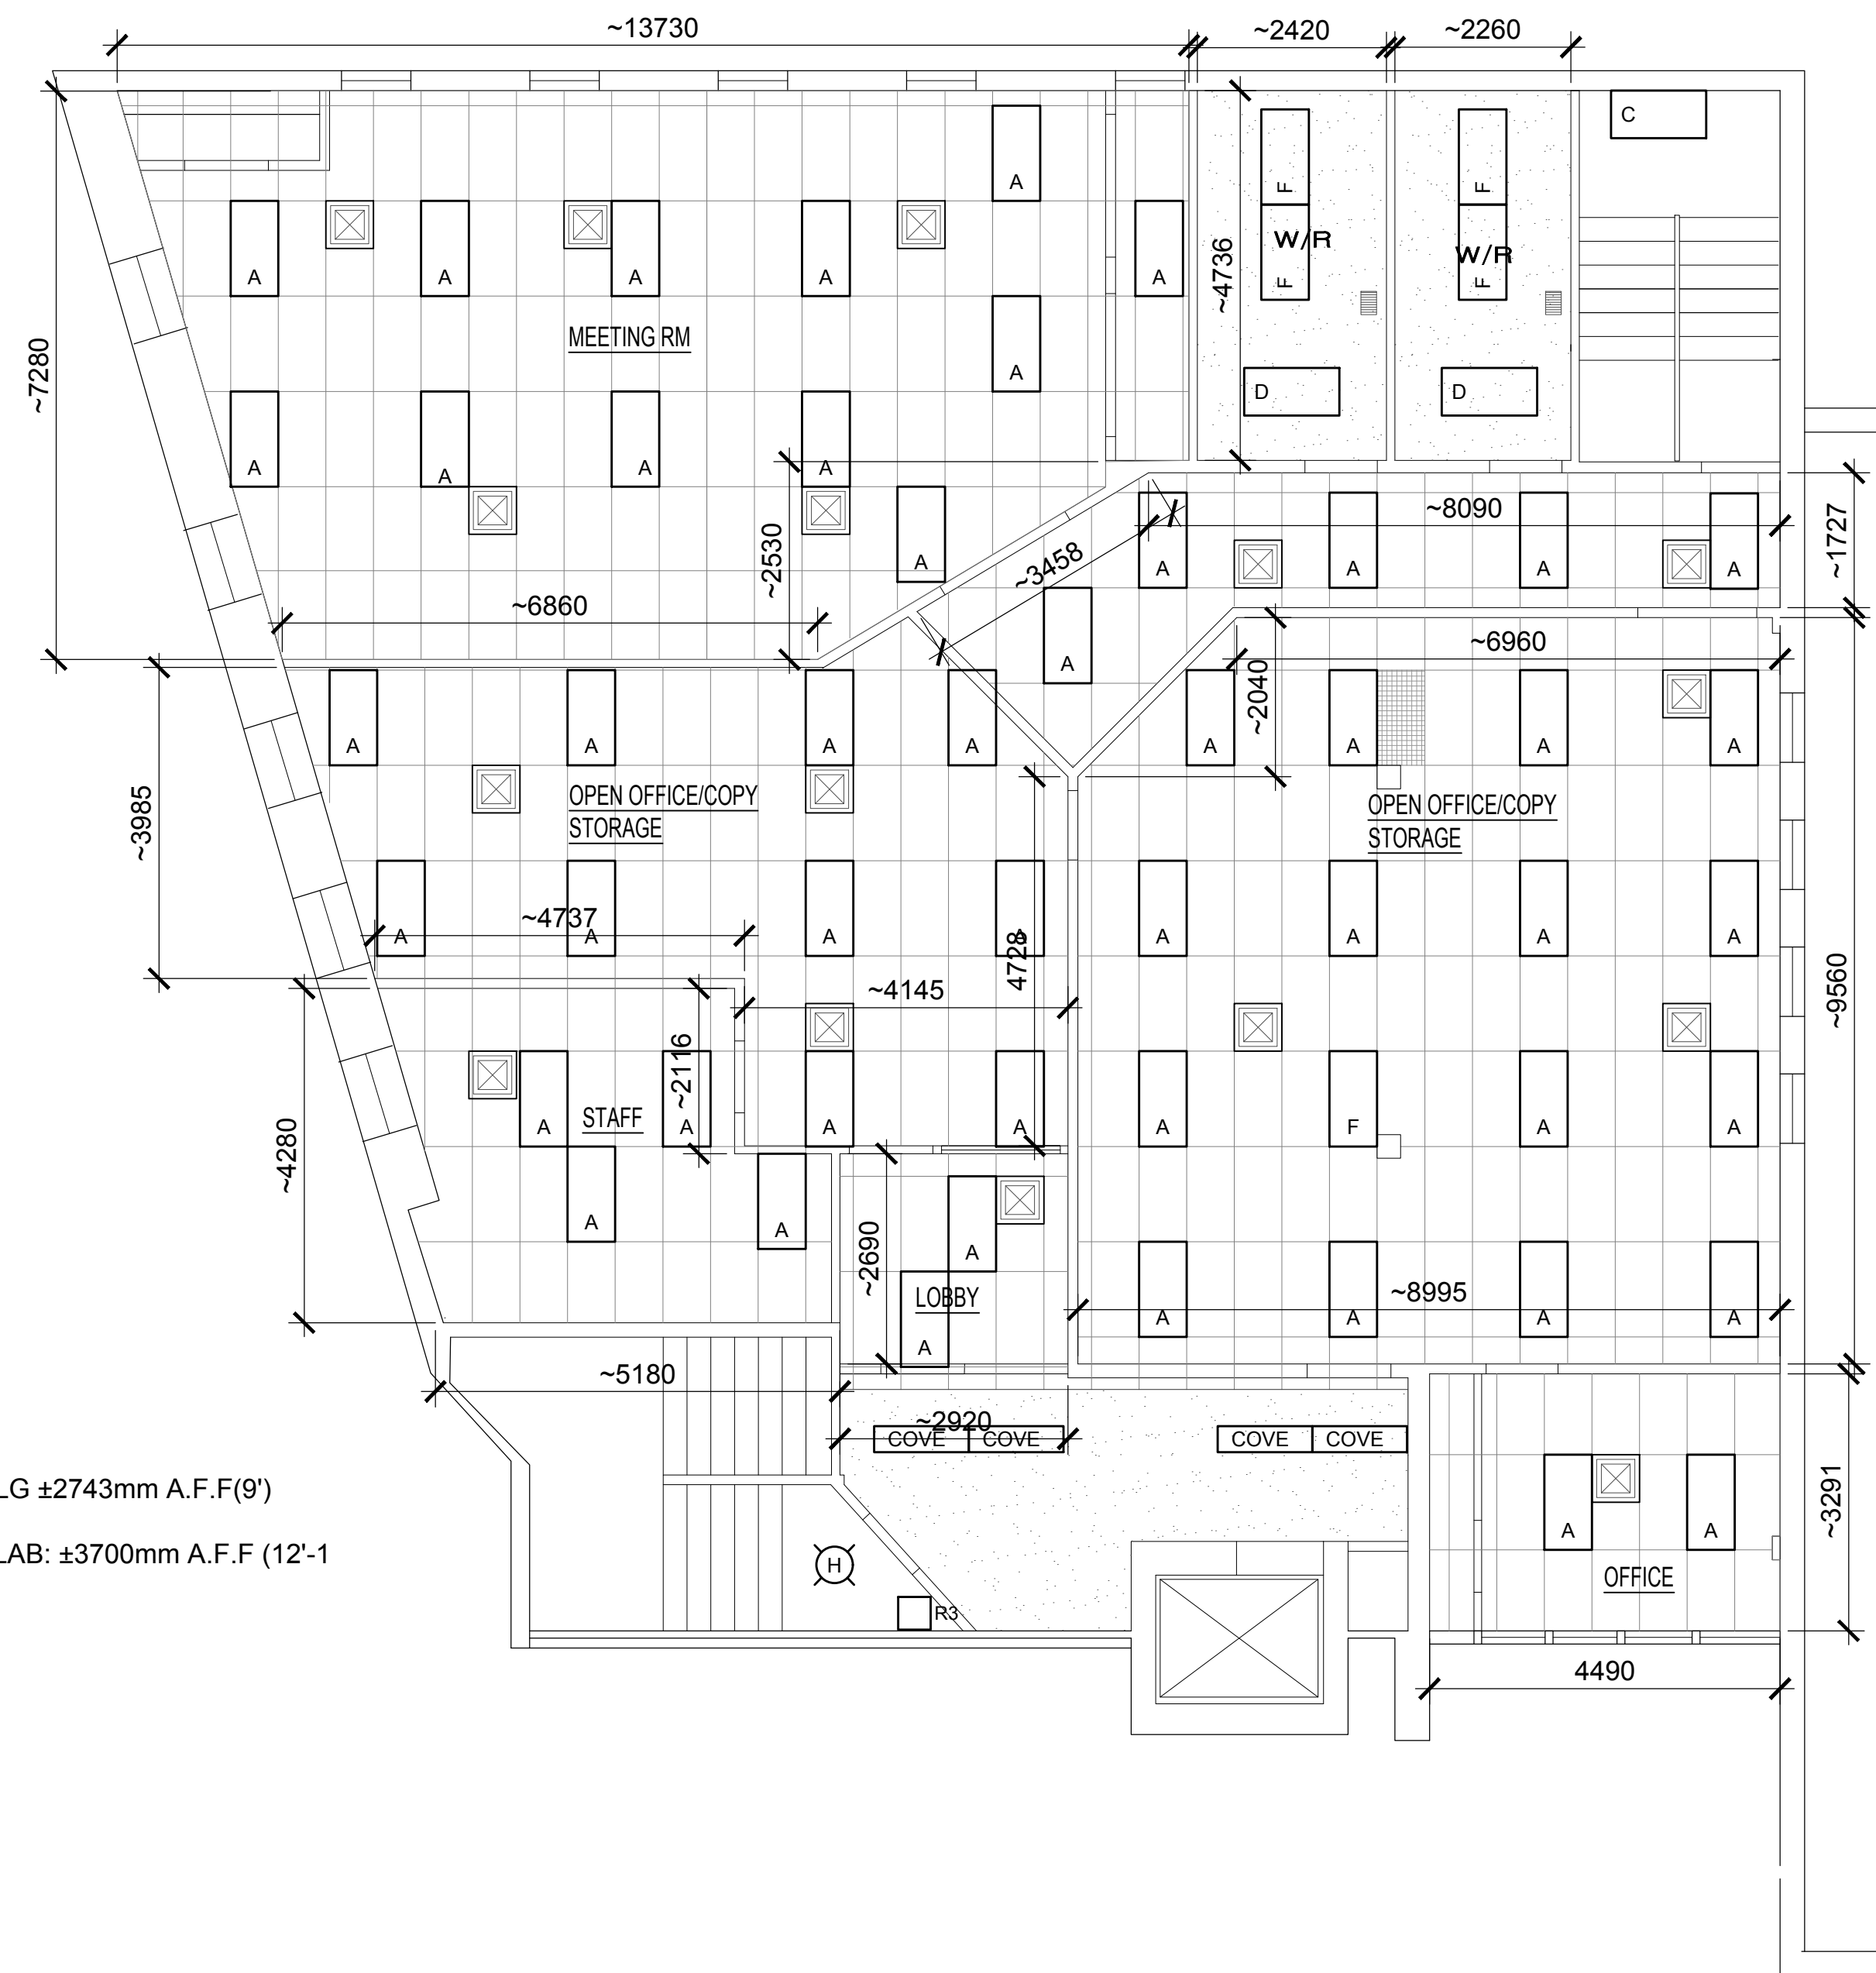 ~13730
~2420
~2260
C
A
F
F
A
A
A
A
A
W/R
W/R
A
F
F
~4736
~7280
MEETING RM
A
D
D
A
A
A
A
~8090
~1727
~2530
A
~3458
A
A
A
A
~6860
A
~6960
~2040
A
A
A
A
A
A
A
A
~3985
OPEN OFFICE/COPY
STORAGE
OPEN OFFICE/COPY
STORAGE
~4737
A
A
A
A
4728
A
A
A
A
~9560
~4145
~2116
STAFF
A
A
A
A
A
F
A
A
~4280
A
A
A
~2690
LOBBY
~8995
A
A
A
A
A
~5180
~2920
COVE
COVE
COVE
COVE
LG ±2743mm A.F.F(9')
~3291
A
A
LAB: ±3700mm A.F.F (12'-1
H
OFFICE
R3
4490